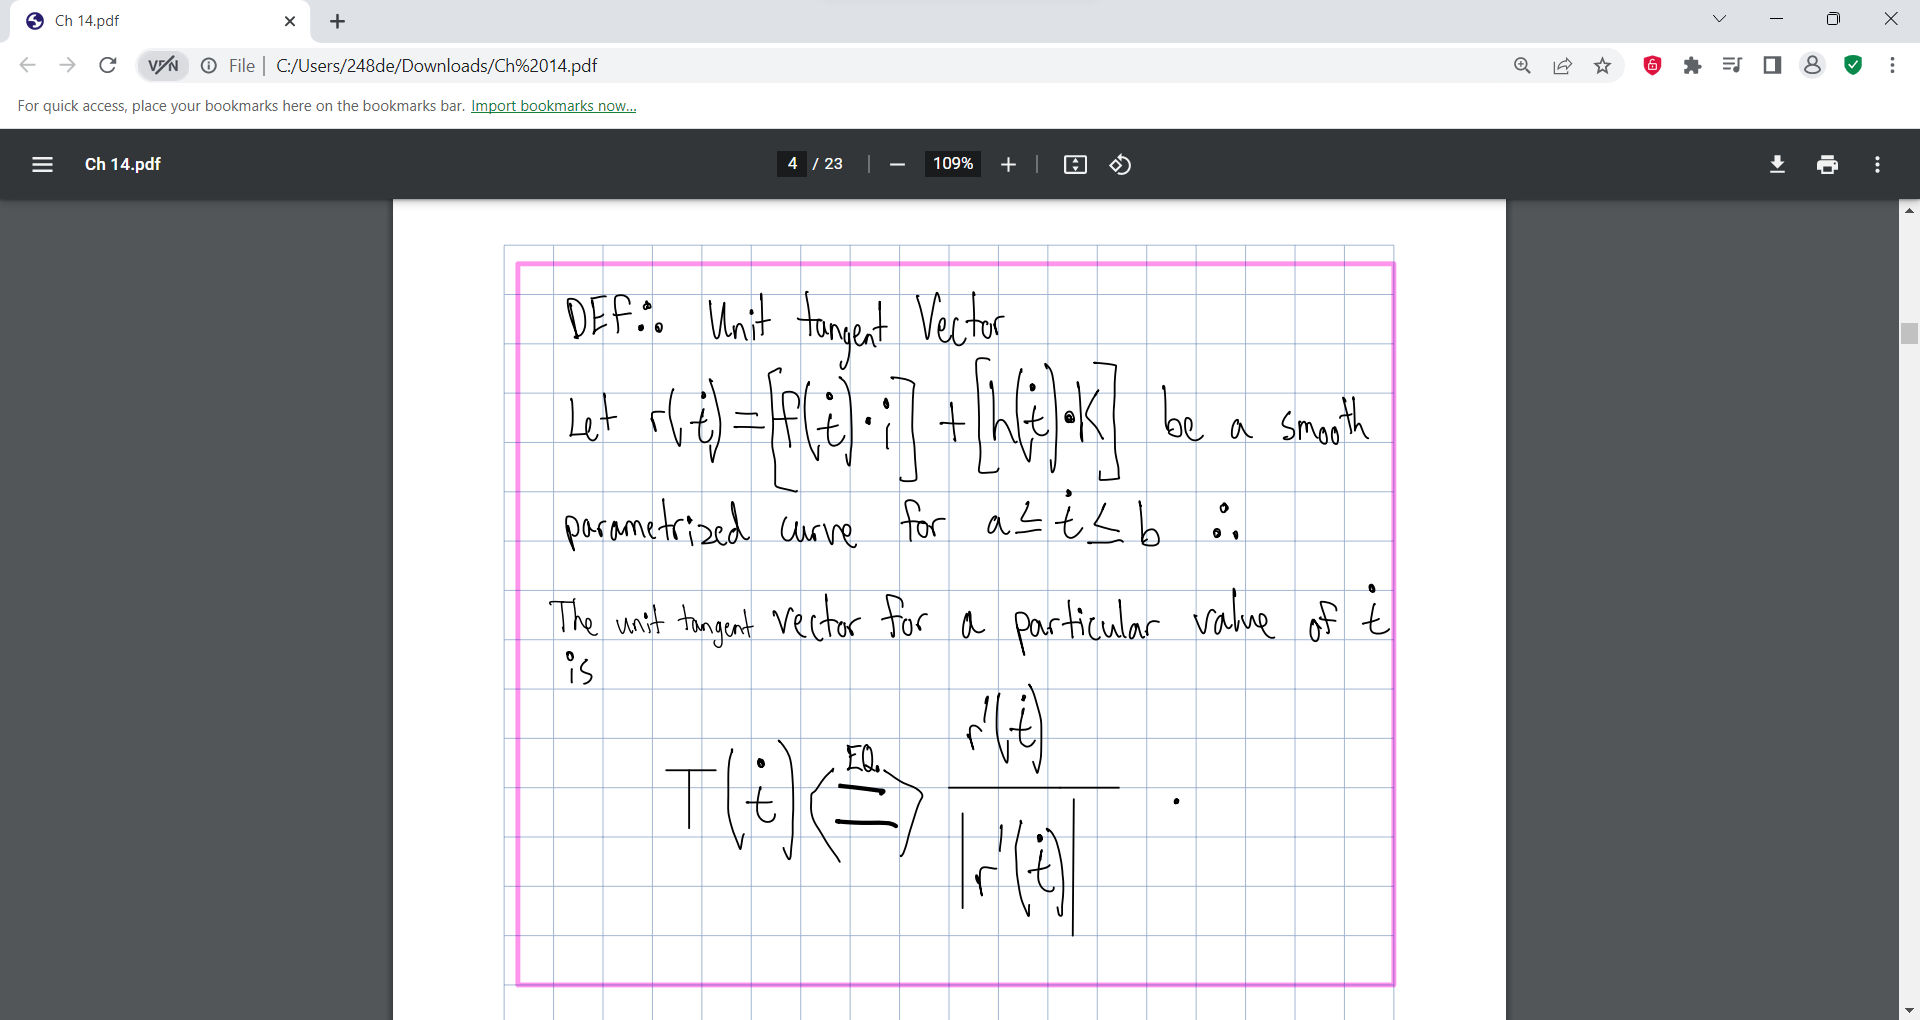 Ch 14.pdf
VPN File C:/Users/248de/Downloads/Ch%2014.pdf
For quick access, place your bookmarks here on the bookmarks bar. Import bookmarks now...
Ch 14.pdf 4 / 23 109%
DEF∴ Unit tangent Vector
Let r(t) = [f(t)·i] + [h(t)·K] be a smooth
parametrized curve for a ≤ t ≤ b ∴
The unit tangent vector for a particular value of t
is
T(t) (EQ. =) r'(t) / |r'(t)| .